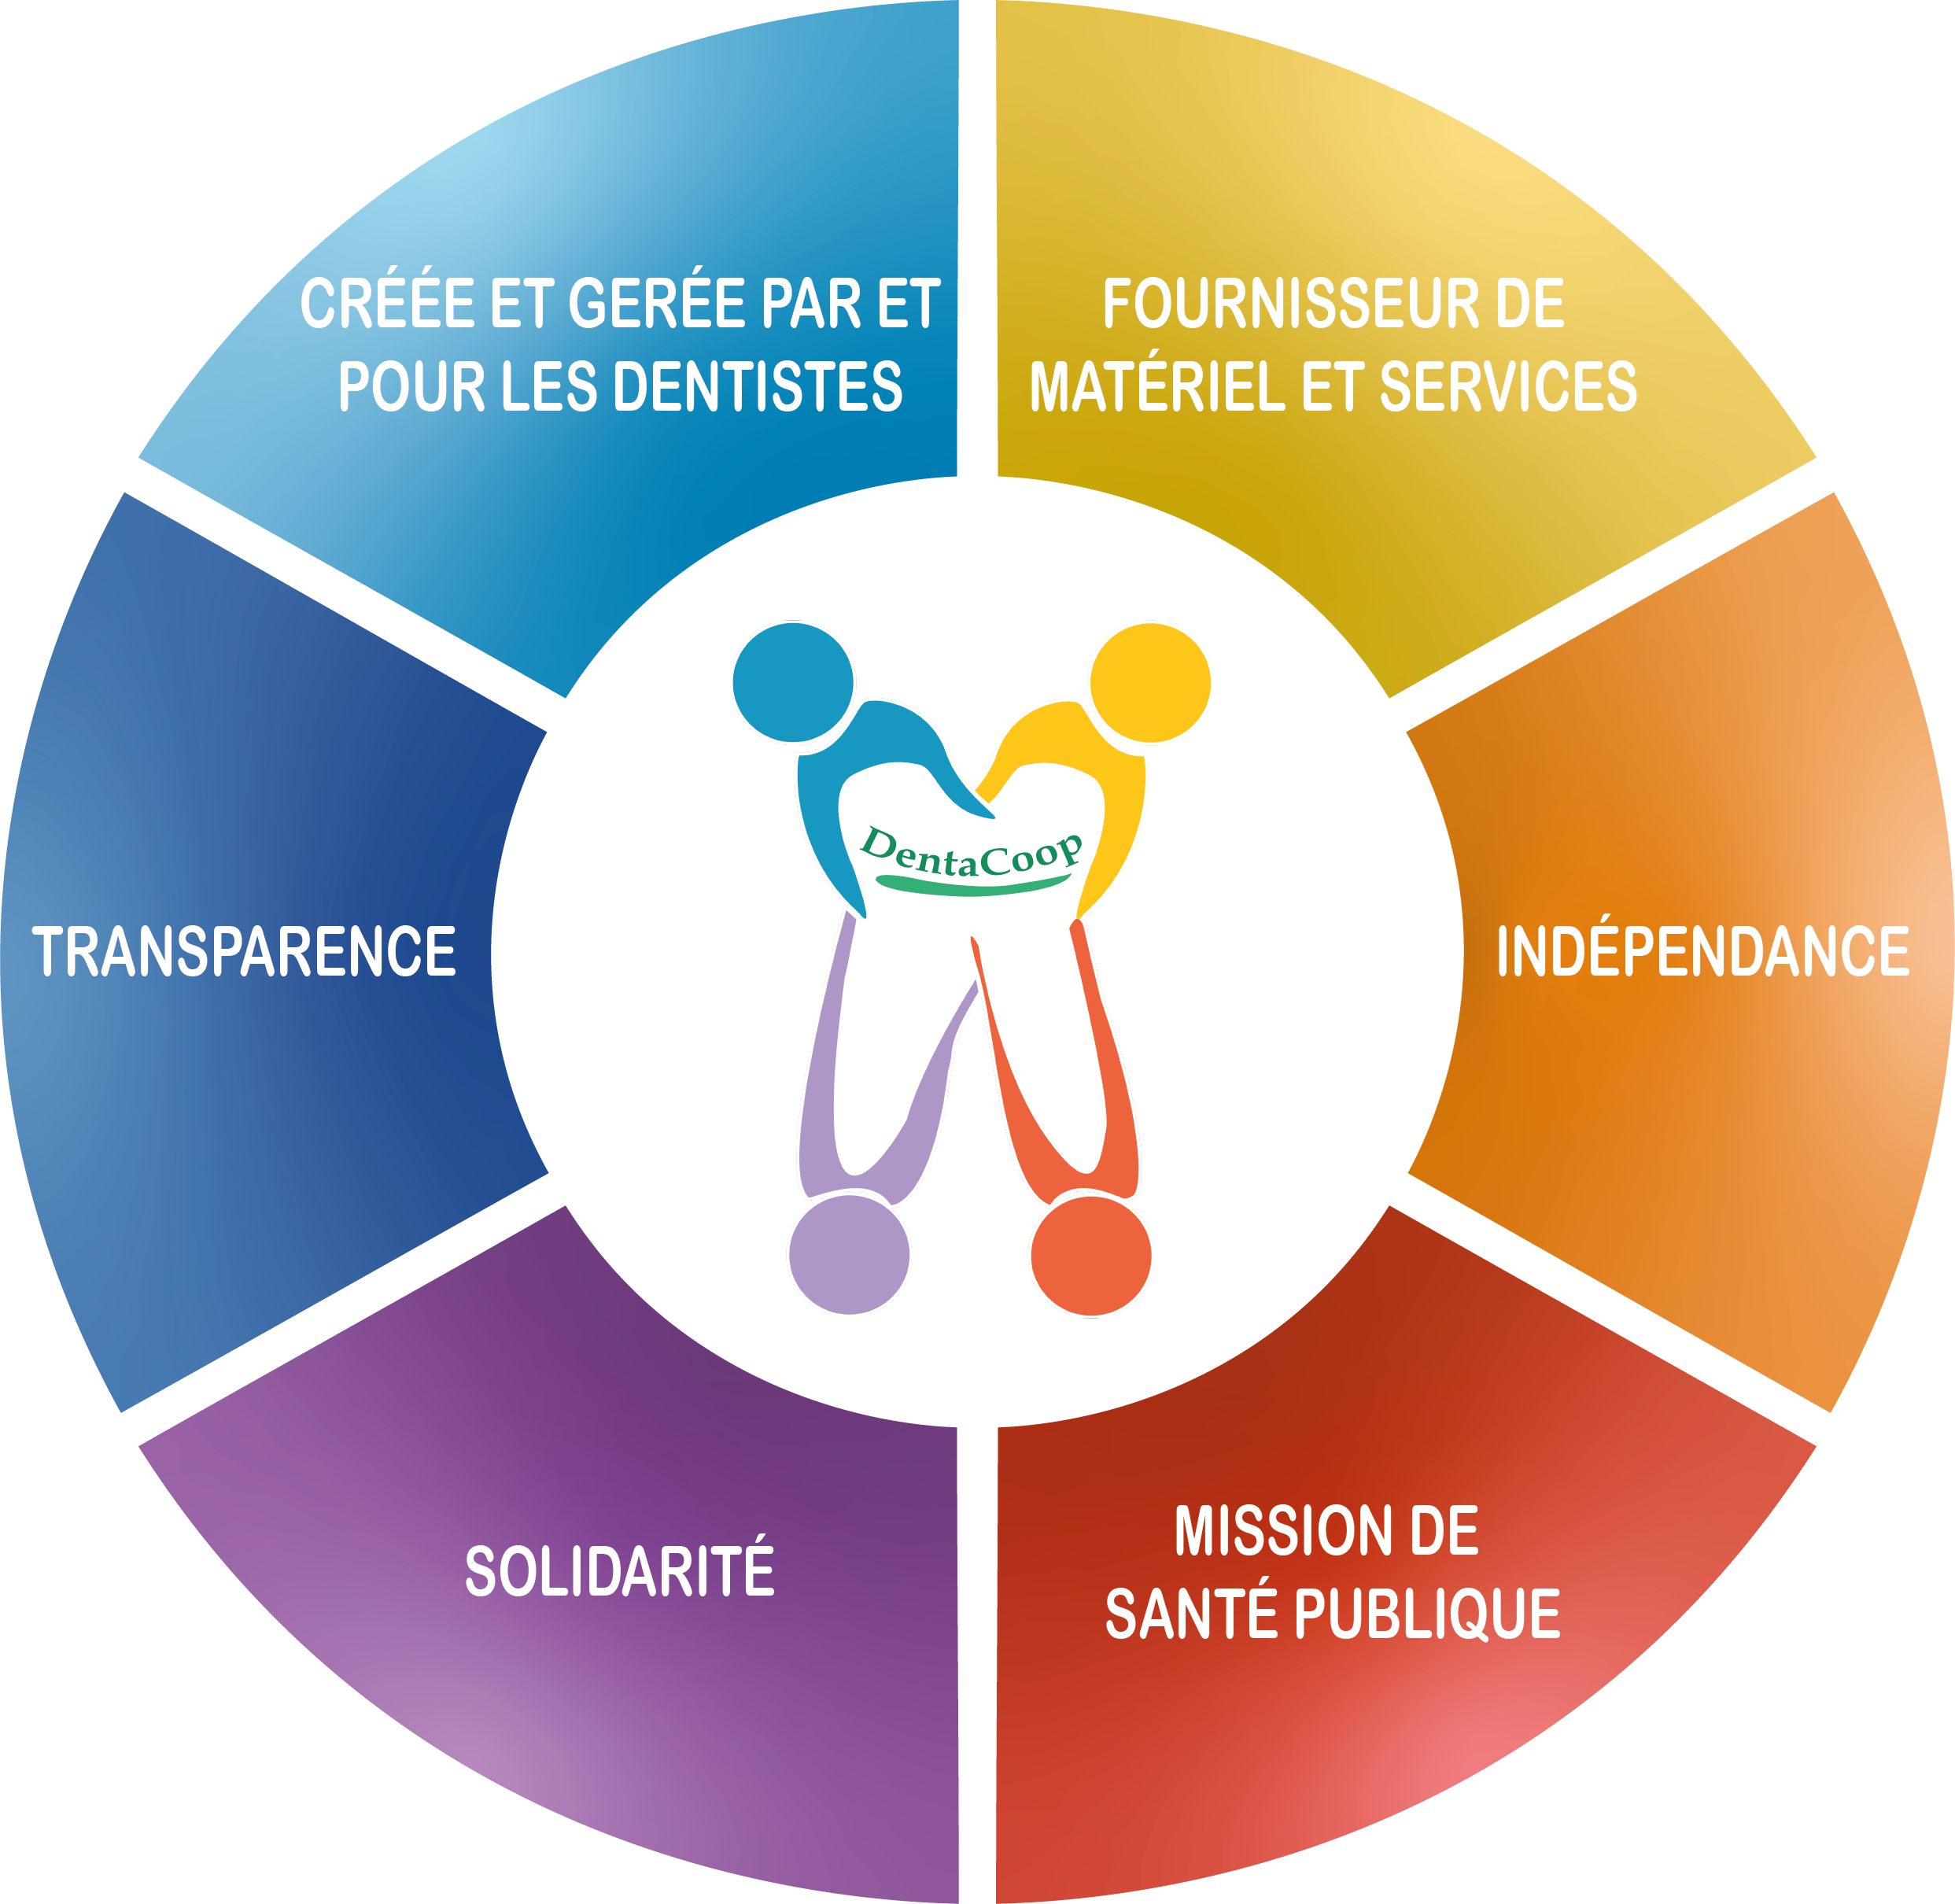 CRÉÉE ET GERÉE PAR ET
POUR LES DENTISTES
FOURNISSEUR DE
MATÉRIEL ET SERVICES
TRANSPARENCE
DentaCoop
INDÉPENDANCE
SOLIDARITÉ
MISSION DE
SANTÉ PUBLIQUE